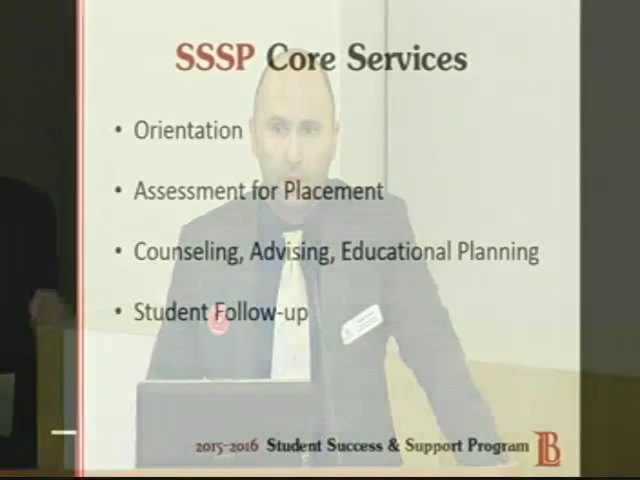 SSSP Core Services
• Orientation
• Assessment for Placement
• Counseling, Advising, Educational Planning
• Student Follow-up
2015-2016 Student Success & Support Program B